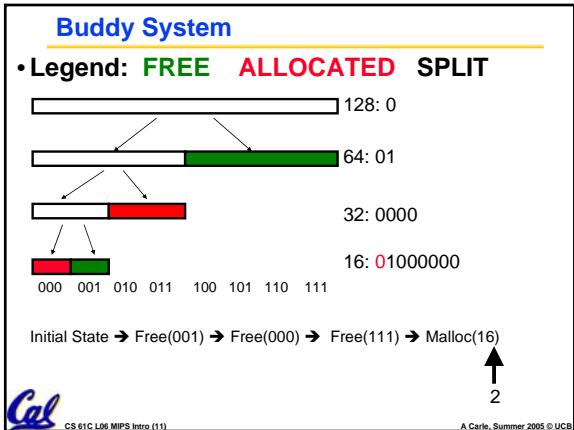 Buddy System
• Legend: FREE ALLOCATED SPLIT
128: 0
64: 01
32: 0000
16: 01000000
000 001 010 011 100 101 110 111
Initial State ➔ Free(001) ➔ Free(000) ➔ Free(111) ➔ Malloc(16)
2
Cal
CS 61C L06 MIPS Intro (11)
A Carle, Summer 2005 © UCB